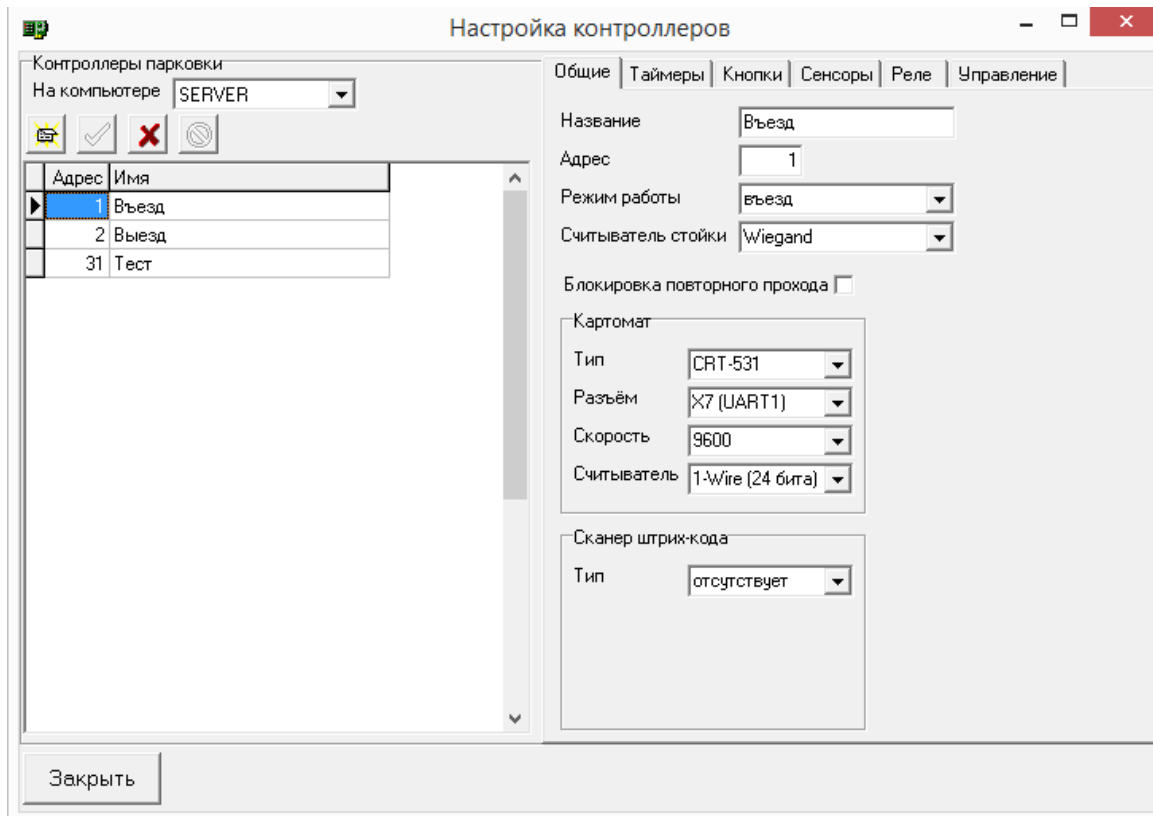 Настройка контроллеров
Контроллеры парковки
На компьютере SERVER
Адрес Имя
1 Въезд
2 Выезд
31 Тест
Общие Таймеры Кнопки Сенсоры Реле Управление
Название Въезд
Адрес 1
Режим работы въезд
Считыватель стойки Wiegand
Блокировка повторного прохода
Картомат
Тип CRT-531
Разъём X7 (UART1)
Скорость 9600
Считыватель 1-Wire (24 бита)
Сканер штрих-кода
Тип отсутствует
Закрыть